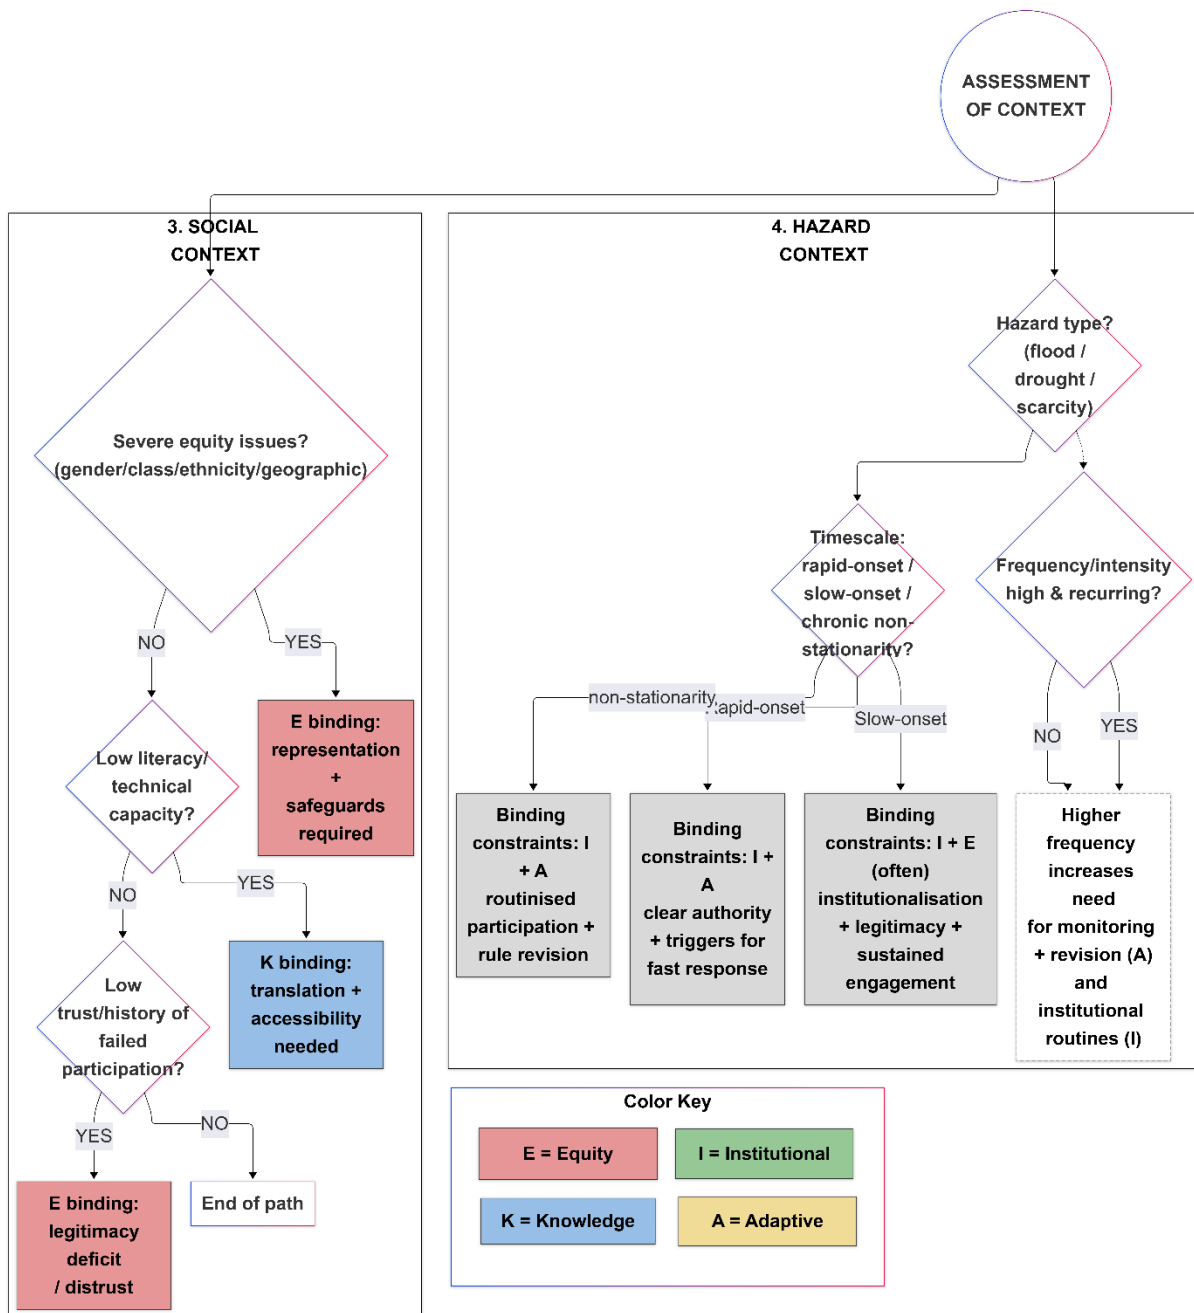 ASSESSMENT
OF CONTEXT
3. SOCIAL
CONTEXT
Severe equity issues?
(gender/class/ethnicity/geographic)
NO
YES
E binding:
representation
+
safeguards
required
Low literacy/
technical
capacity?
NO
YES
K binding:
translation +
accessibility
needed
Low
trust/history of
failed
participation?
YES
NO
E binding:
legitimacy
deficit
/ distrust
End of path
4. HAZARD
CONTEXT
Hazard type?
(flood /
drought /
scarcity)
Timescale:
rapid-onset /
slow-onset /
chronic non-
stationarity?
Frequency/intensity
high & recurring?
non-stationarity
Rapid-onset
Slow-onset
NO
YES
Binding
constraints: I
+ A
routinised
participation +
rule revision
Binding
constraints: I +
A
clear authority
+ triggers for
fast response
Binding
constraints: I + E
(often)
institutionalisation
+ legitimacy +
sustained
engagement
Higher
frequency
increases
need
for monitoring
+ revision (A)
and
institutional
routines (I)
Color Key
E = Equity
I = Institutional
K = Knowledge
A = Adaptive